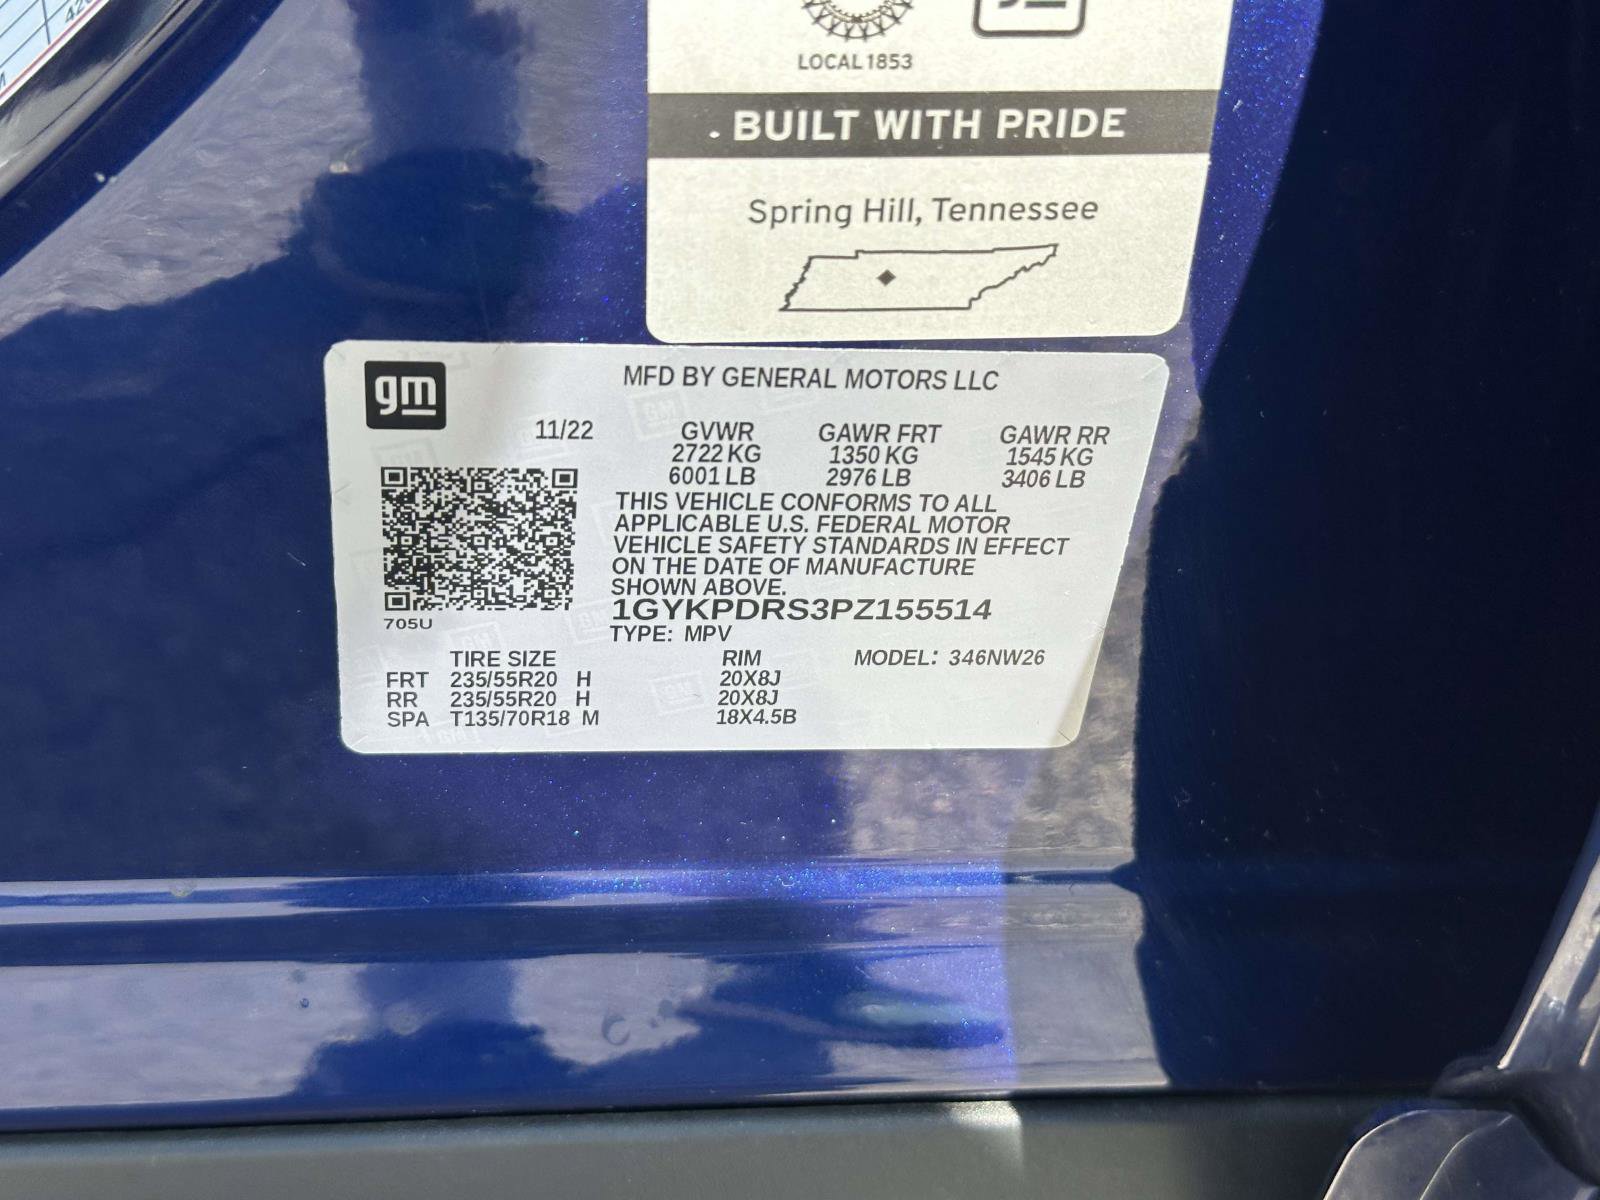 420
LOCAL 1853
BUILT WITH PRIDE
Spring Hill, Tennessee
gm
MFD BY GENERAL MOTORS LLC
11/22 GVWR GAWR FRT GAWR RR
2722 KG 1350 KG 1545 KG
6001 LB 2976 LB 3406 LB
THIS VEHICLE CONFORMS TO ALL
APPLICABLE U.S. FEDERAL MOTOR
VEHICLE SAFETY STANDARDS IN EFFECT
ON THE DATE OF MANUFACTURE
SHOWN ABOVE.
705U
1GYKPDRS3PZ155514
TYPE: MPV
TIRE SIZE RIM MODEL: 346NW26
FRT 235/55R20 H 20X8J
RR 235/55R20 H 20X8J
SPA T135/70R18 M 18X4.5B